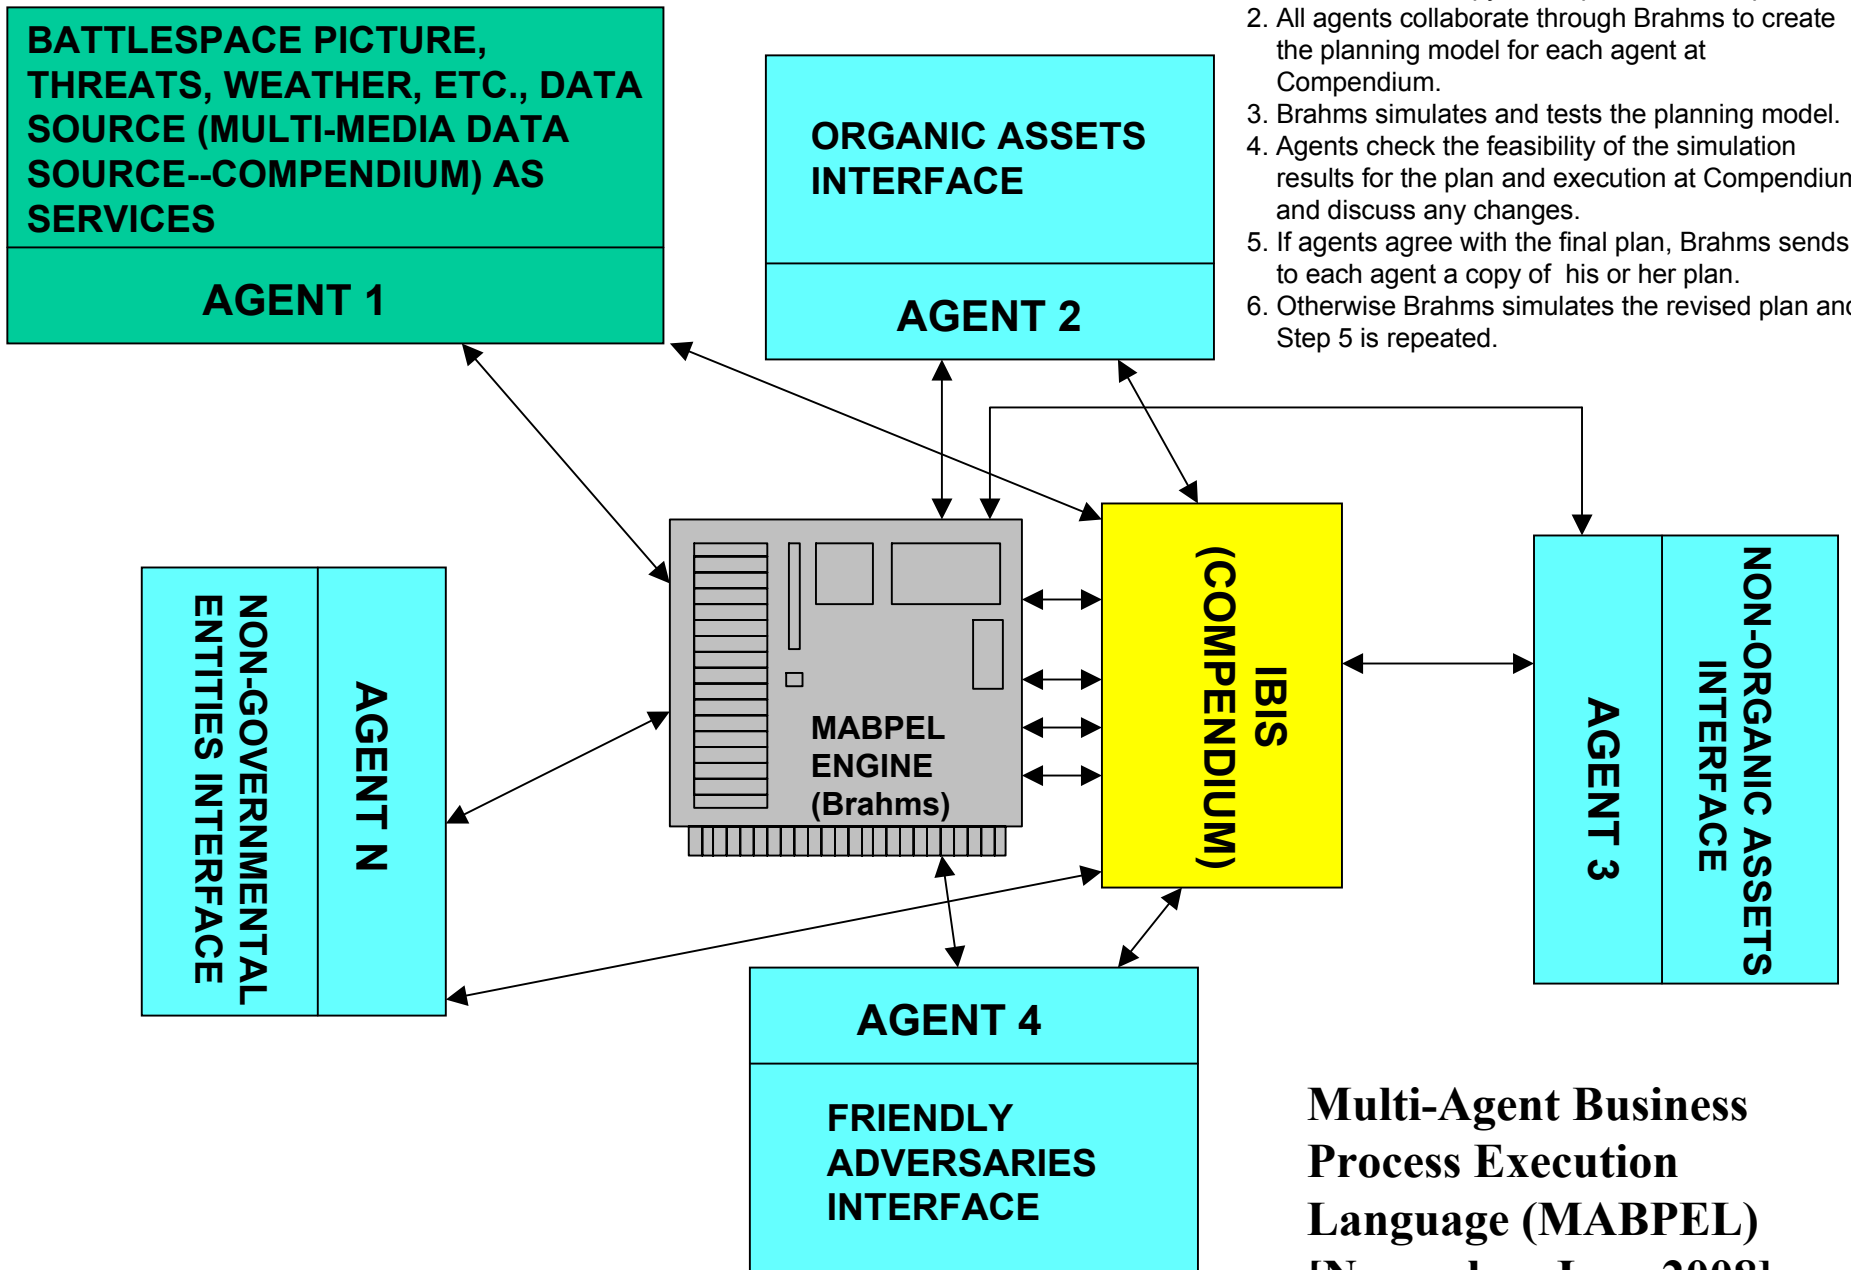 BATTLESPACE PICTURE,
THREATS, WEATHER, ETC., DATA
SOURCE (MULTI-MEDIA DATA
SOURCE--COMPENDIUM) AS
SERVICES
AGENT 1
ORGANIC ASSETS
INTERFACE
AGENT 2
2. All agents collaborate through Brahms to create
the planning model for each agent at
Compendium.
3. Brahms simulates and tests the planning model.
4. Agents check the feasibility of the simulation
results for the plan and execution at Compendium
and discuss any changes.
5. If agents agree with the final plan, Brahms sends
to each agent a copy of his or her plan.
6. Otherwise Brahms simulates the revised plan and
Step 5 is repeated.
NON-GOVERNMENTAL
ENTITIES INTERFACE
AGENT N
MABPEL
ENGINE
(Brahms)
IBIS
(COMPENDIUM)
AGENT 3
NON-ORGANIC ASSETS
INTERFACE
AGENT 4
FRIENDLY
ADVERSARIES
INTERFACE
Multi-Agent Business
Process Execution
Language (MABPEL)
2008]